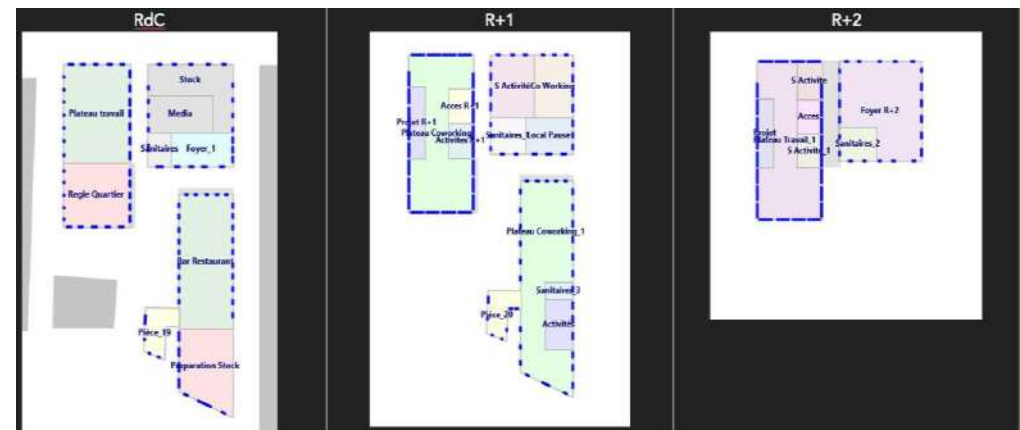 RdC
R+1
R+2
Stock
Plateau travail
Media
Sanitaires
Foyer_1
Regie Quartier
Bar Restaurant
Pièce_19
Préparation Stock
S Activité
Co Working
Acces R+1
Projet R+1
Plateau Coworking
Activites R+1
Sanitaires_1
Local Pause
Plateau Coworking_1
Sanitaires_3
Pièce_20
Activités
S Activite
Foyer R+2
Acces
Projet
Plateau Travail_1
Sanitaires_2
S Activite_1